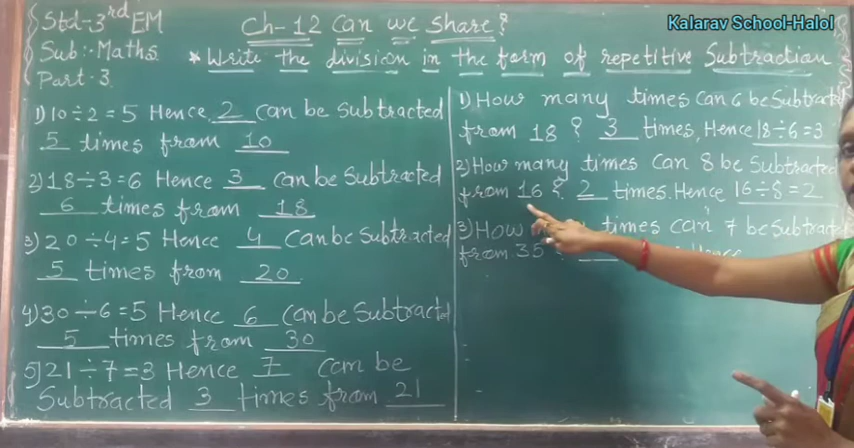 Std-3rd EM
Ch-12 Can we Share?
Kalarav School-Halol
Sub:-Maths
* Write the division in the form of repetitive Subtraction
Part-3
1) 10÷2=5 Hence 2 can be Subtracted
5 times from 10
2) 18÷3=6 Hence 3 can be Subtracted
6 times from 18
3) 20÷4=5 Hence 4 Can be Subtracted
5 times from 20
4) 30÷6=5 Hence 6 Can be Subtracted
5 times from 30
5) 21÷7=3 Hence 7 can be
Subtracted 3 times from 21
1) How many times Can 6 be Subtracted
from 18 ? 3 times, Hence 18÷6=3
2) How many times Can 8 be Subtracted
from 16 ? 2 times. Hence 16÷8=2
3) How times can 7 be Subtracted
from 35